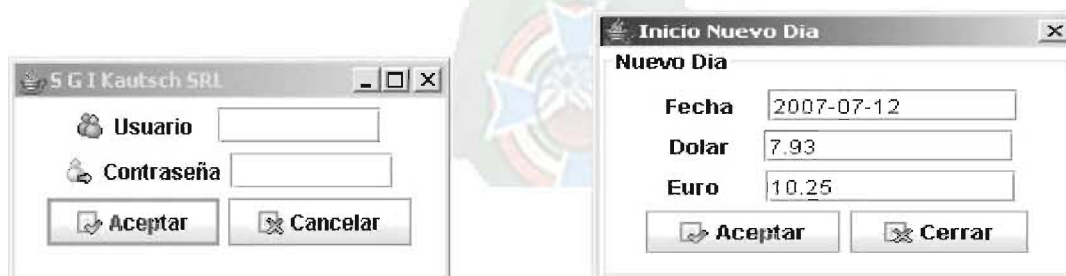 S G I Kautsch SRL
Usuario
Contraseña
Aceptar Cancelar
Inicio Nuevo Dia
Nuevo Dia
Fecha 2007-07-12
Dolar 7.93
Euro 10.25
Aceptar Cerrar